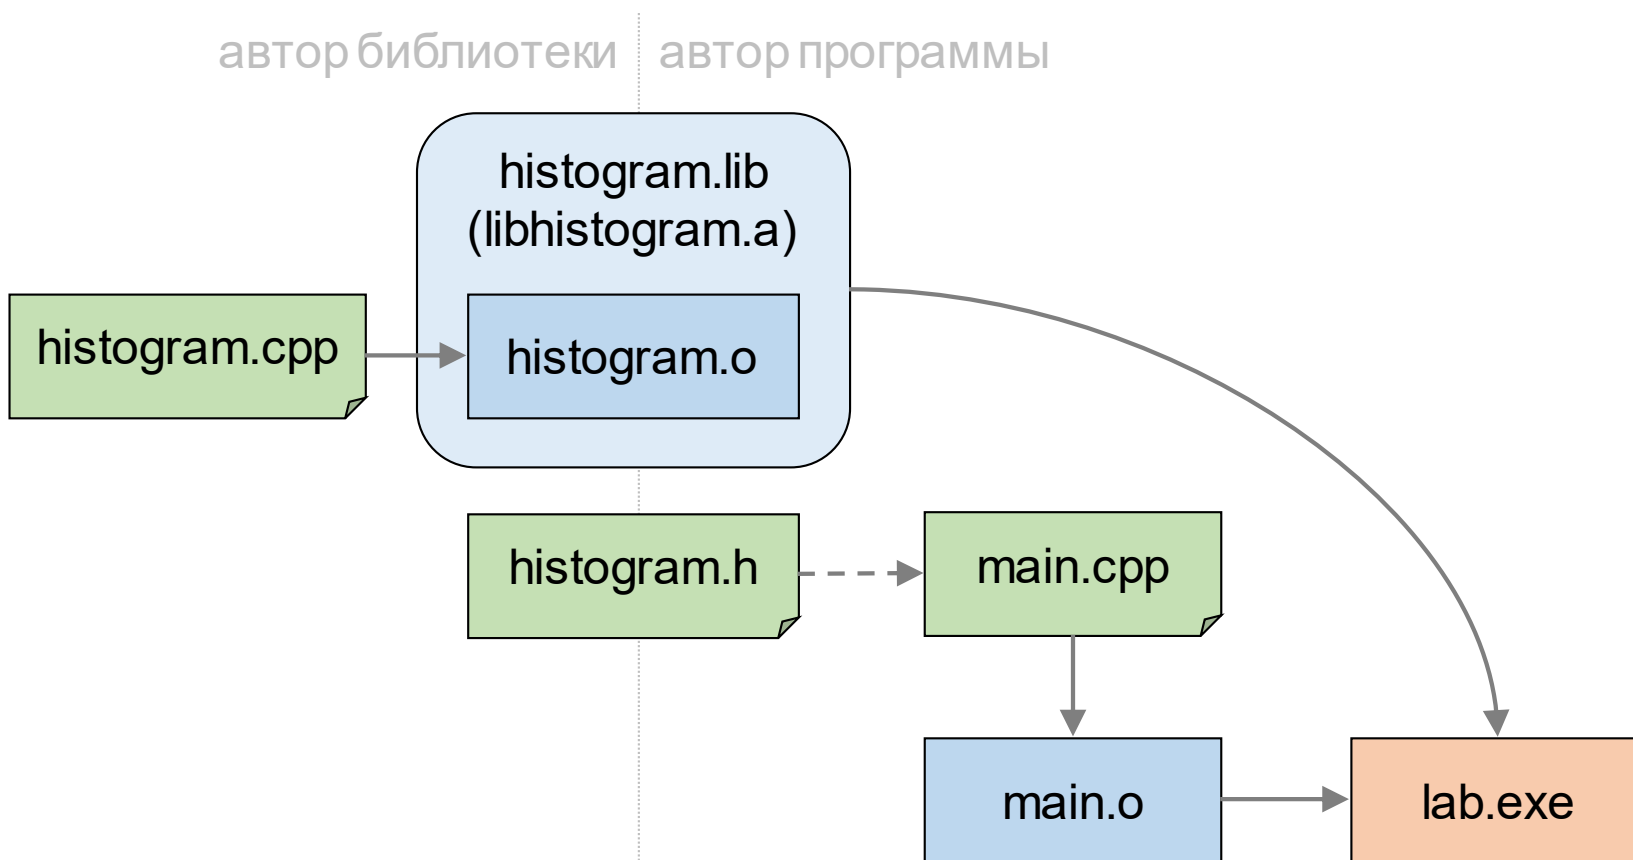 автор библиотеки
автор программы
histogram.lib
(libhistogram.a)
histogram.cpp
histogram.o
histogram.h
main.cpp
main.o
lab.exe